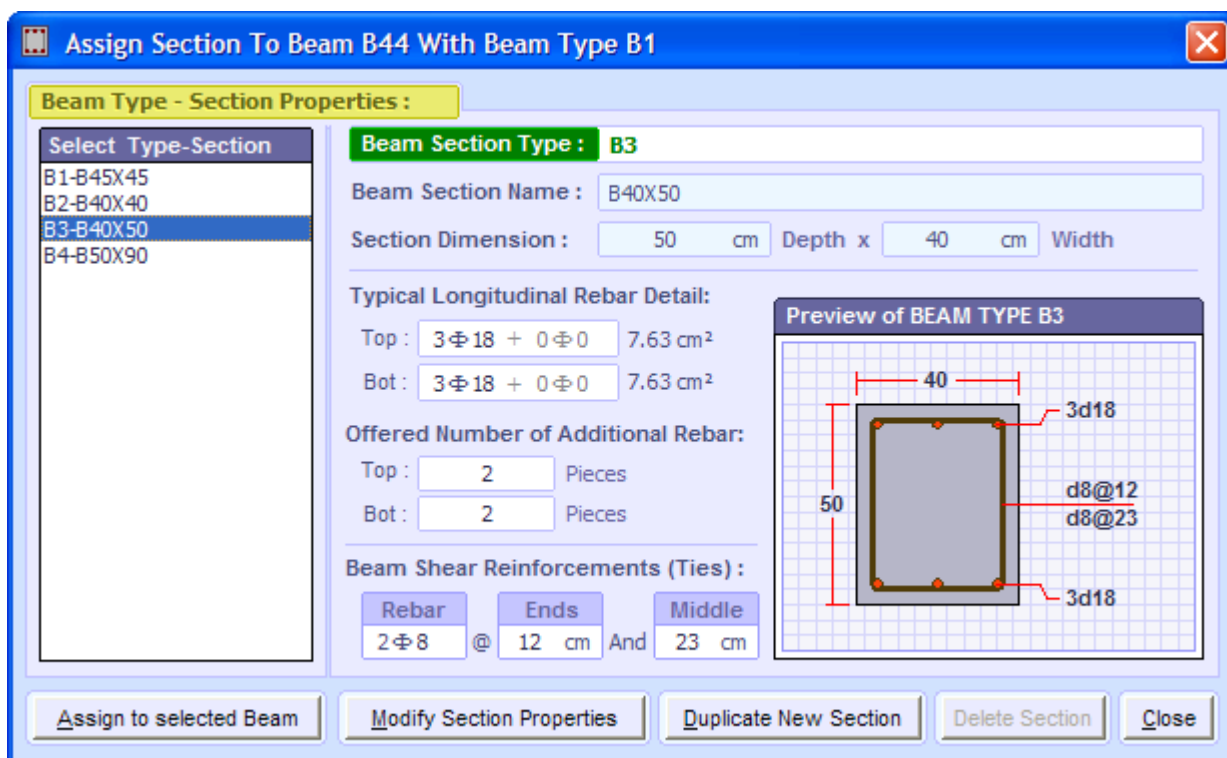 Assign Section To Beam B44 With Beam Type B1
Beam Type - Section Properties :
Select Type-Section
B1-B45X45
B2-B40X40
B3-B40X50
B4-B50X90
Beam Section Type : B3
Beam Section Name : B40X50
Section Dimension : 50 cm Depth x 40 cm Width
Typical Longitudinal Rebar Detail:
Top : 3Φ18 + 0Φ0 7.63 cm²
Bot : 3Φ18 + 0Φ0 7.63 cm²
Offered Number of Additional Rebar:
Top : 2 Pieces
Bot : 2 Pieces
Beam Shear Reinforcements (Ties) :
Rebar Ends Middle
2Φ8 @ 12 cm And 23 cm
Preview of BEAM TYPE B3
40
3d18
50
d8@12
d8@23
3d18
Assign to selected Beam Modify Section Properties Duplicate New Section Delete Section Close